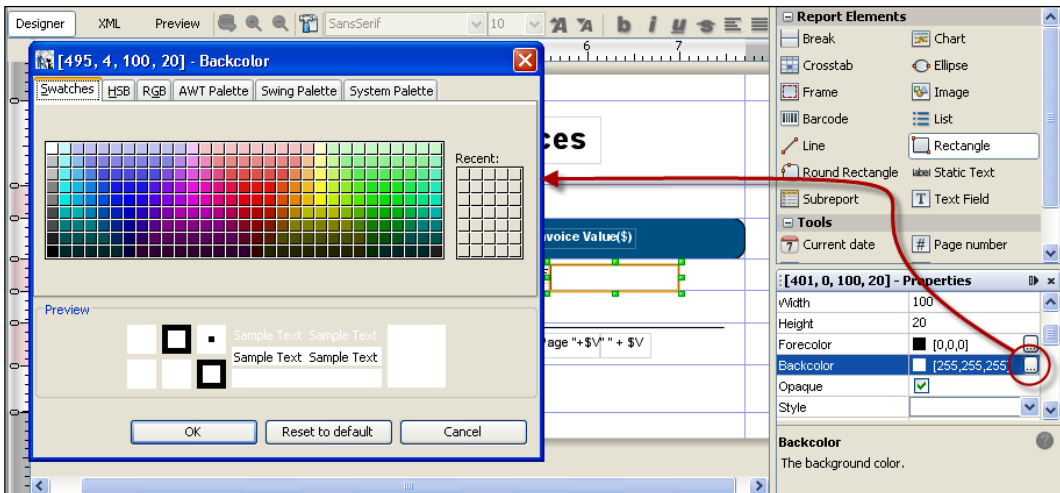 Designer XML Preview SansSerif 10 b i u S
[495, 4, 100, 20] - Backcolor
Swatches HSB RGB AWT Palette Swing Palette System Palette
Recent:
Preview
Sample Text Sample Text
Sample Text Sample Text
OK Reset to default Cancel
6 7
ces
nvoice Value($)
age "+$V" " + $V
Report Elements
Break Chart
Crosstab Ellipse
Frame Image
Barcode List
Line Rectangle
Round Rectangle label Static Text
Subreport T Text Field
Tools
7 Current date # Page number
[401, 0, 100, 20] - Properties
Width 100
Height 20
Forecolor [0,0,0] ...
Backcolor [255,255,255] ...
Opaque
Style
Backcolor
The background color.